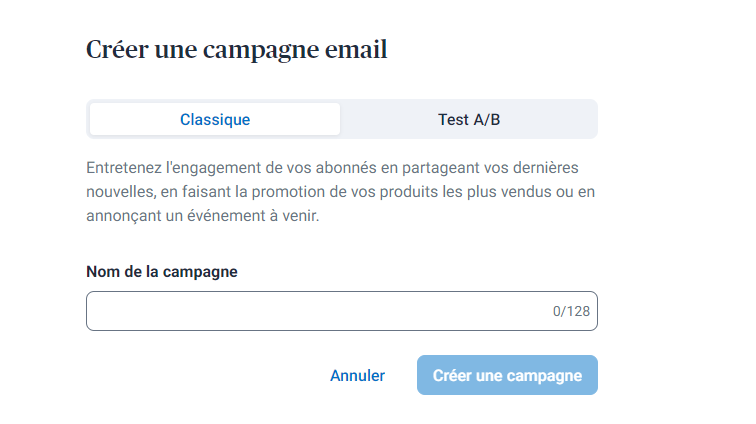 Créer une campagne email
Classique
Test A/B
Entretenez l'engagement de vos abonnés en partageant vos dernières
nouvelles, en faisant la promotion de vos produits les plus vendus ou en
annonçant un événement à venir.
Nom de la campagne
0/128
Annuler
Créer une campagne